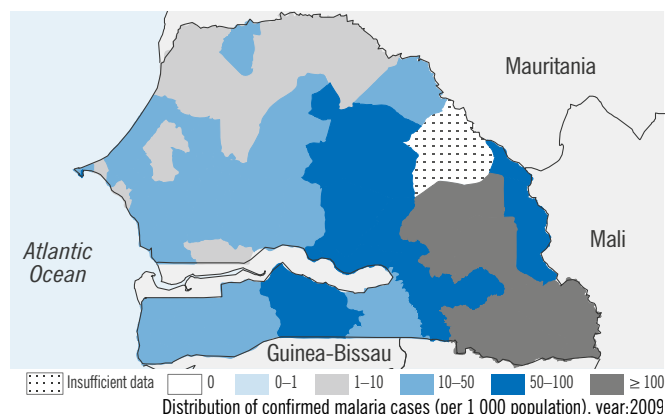 Mauritania
Atlantic
Ocean
Mali
Guinea-Bissau
Insufficient data 0 0–1 1–10 10–50 50–100 ≥ 100
Distribution of confirmed malaria cases (per 1 000 population), year:2009